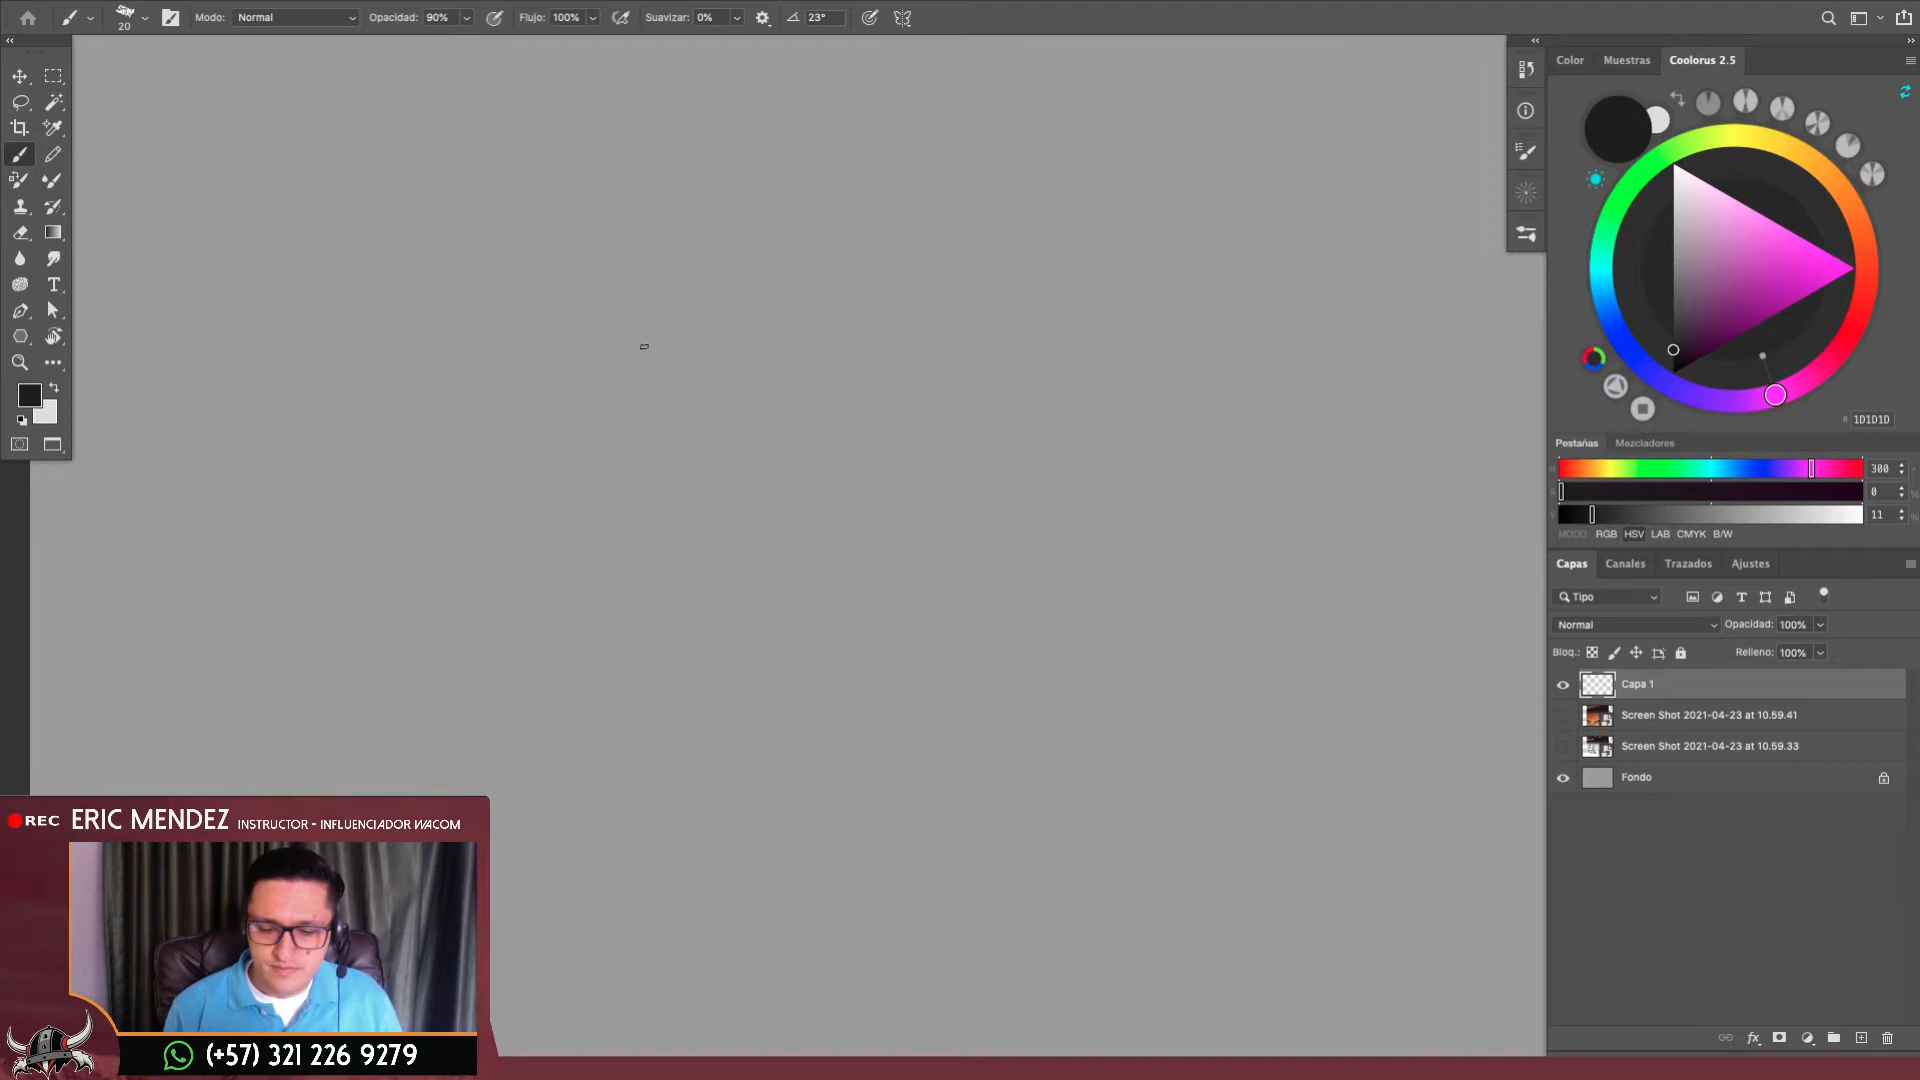 20
Modo: Normal
Opacidad: 90%
Flujo: 100%
Suavizar: 0%
23°
Color
Muestras
Coolorus 2.5
# 1D1D1D
Pestañas
Mezcladores
300
0
%
11
%
MODO RGB HSV LAB CMYK B/W
Capas
Canales
Trazados
Ajustes
Tipo
Normal
Opacidad: 100%
Bloq.:
Relleno: 100%
Capa 1
Screen Shot 2021-04-23 at 10.59.41
Screen Shot 2021-04-23 at 10.59.33
Fondo
fx
REC ERIC MENDEZ INSTRUCTOR - INFLUENCIADOR WACOM
(+57) 321 226 9279